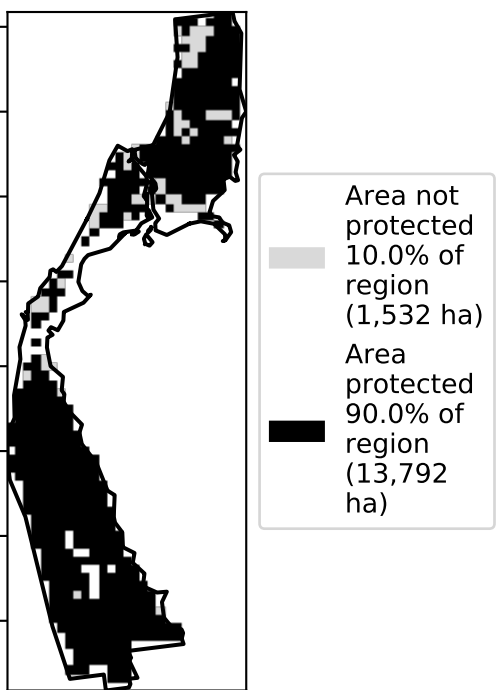 Area not
protected
10.0% of
region
(1,532 ha)
Area
protected
90.0% of
region
(13,792
ha)